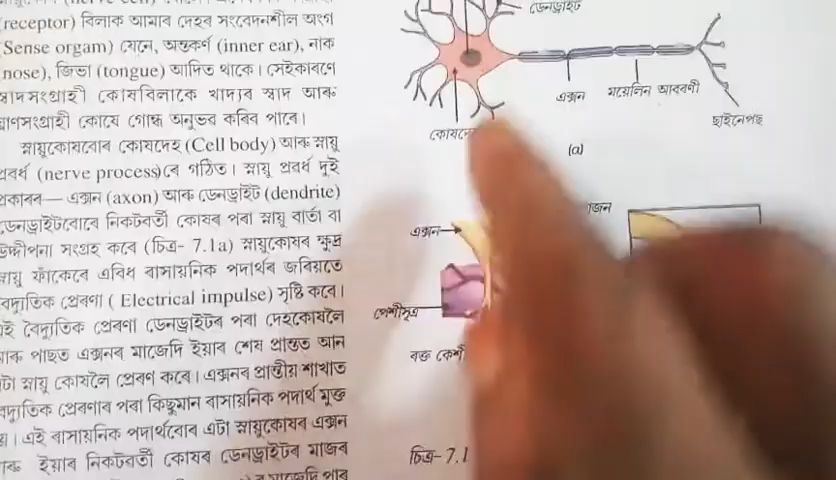 (receptor) বিলাক আমাৰ দেহৰ সংবেদনশীল অংগ
(Sense orgam) যেনে, অন্তকৰ্ণ (inner ear), নাক
nose), জিভা (tongue) আদিত থাকে। সেইকাৰণে
স্বাদসংগ্ৰাহী কোষবিলাকে খাদ্যৰ স্বাদ আৰু
ঘ্ৰাণসংগ্ৰাহী কোষে গোন্ধ অনুভৱ কৰিব পাৰে।
স্নায়ুকোষবোৰ কোষদেহ (Cell body) আৰু স্নায়ু
প্ৰবৰ্ধ (nerve process)ৰে গঠিত। স্নায়ু প্ৰবৰ্ধ দুই
প্ৰকাৰৰ— এক্সন (axon) আৰু ডেনড্ৰাইট (dendrite)
ডেনড্ৰাইটবোৰে নিকটবৰ্তী কোষৰ পৰা স্নায়ু বাৰ্তা বা
উদ্দীপনা সংগ্ৰহ কৰে (চিত্ৰ- 7.1a) স্নায়ুকোষৰ ক্ষুদ্ৰ
স্নায়ু ফাঁকেৰে এবিধ ৰাসায়নিক পদাৰ্থৰ জৰিয়তে
বৈদ্যুতিক প্ৰেৰণা ( Electrical impulse) সৃষ্টি কৰে।
এই বৈদ্যুতিক প্ৰেৰণা ডেনড্ৰাইটৰ পৰা দেহকোষলৈ
আৰু পাছত এক্সনৰ মাজেদি ইয়াৰ শেষ প্ৰান্তত আন
এটা স্নায়ু কোষলৈ প্ৰেৰণ কৰে। এক্সনৰ প্ৰান্তীয় শাখাত
বৈদ্যুতিক প্ৰেৰণাৰ পৰা কিছুমান ৰাসায়নিক পদাৰ্থ মুক্ত
হয়। এই ৰাসায়নিক পদাৰ্থবোৰ এটা স্নায়ুকোষৰ এক্সন
আৰু ইয়াৰ নিকটবৰ্তী কোষৰ ডেনড্ৰাইটৰ মাজৰ
ডেনড্ৰাইট
এক্সন
ময়েলিন আৱৰণী
ছাইনেপছ
(a)
এক্সন
পেশীসূত্ৰ
চিত্ৰ- 7.1